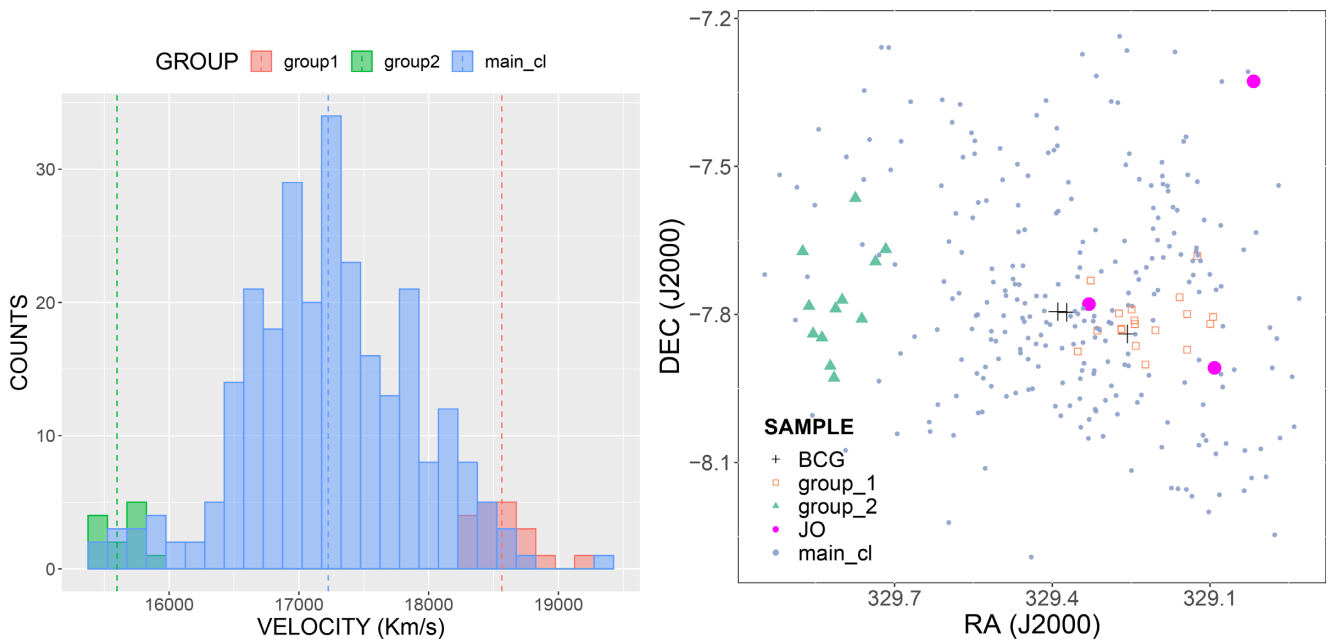 GROUP group1 group2 main_cl
30
20
10
0
COUNTS
16000 17000 18000 19000
VELOCITY (Km/s)
−7.2
−7.5
−7.8
−8.1
DEC (J2000)
SAMPLE
BCG
group_1
group_2
JO
main_cl
329.7 329.4 329.1
RA (J2000)